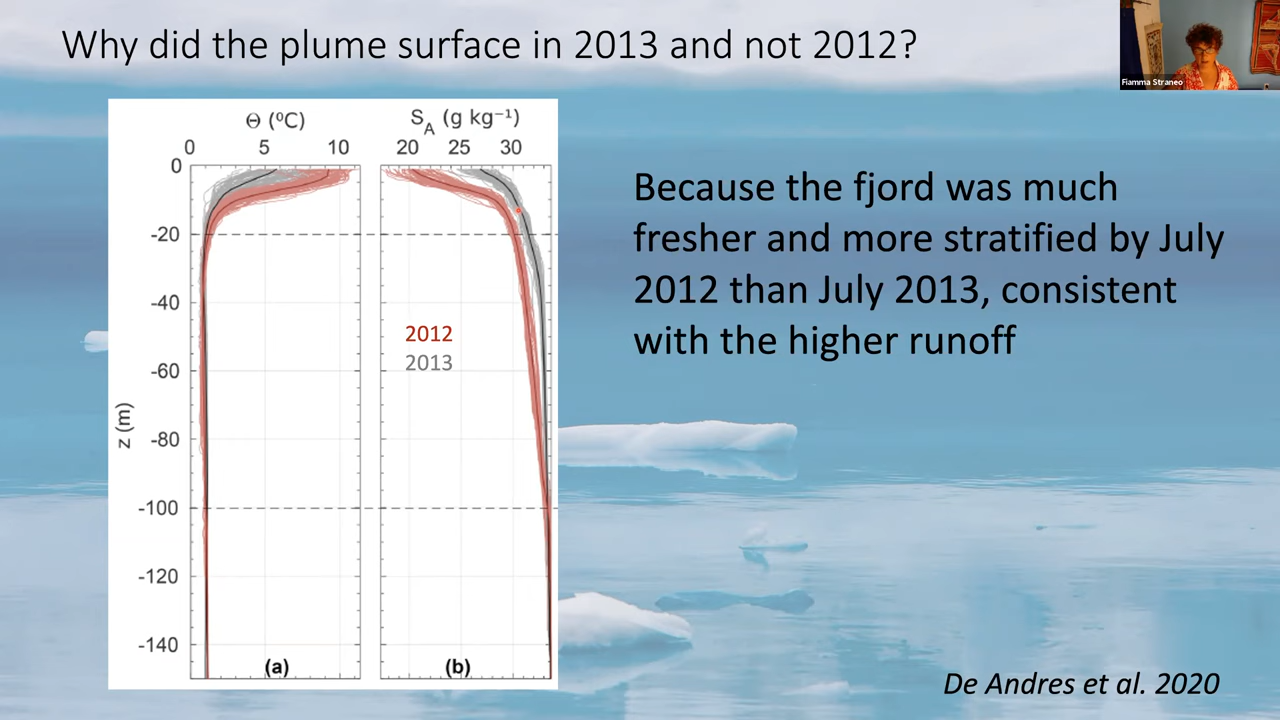 Why did the plume surface in 2013 and not 2012?
Fiamma Straneo
Θ (ºC)
0 5 10
S_A (g kg⁻¹)
20 25 30
0
-20
-40
-60
-80
-100
-120
-140
z (m)
2012
2013
(a)
(b)
Because the fjord was much
fresher and more stratified by July
2012 than July 2013, consistent
with the higher runoff
De Andres et al. 2020